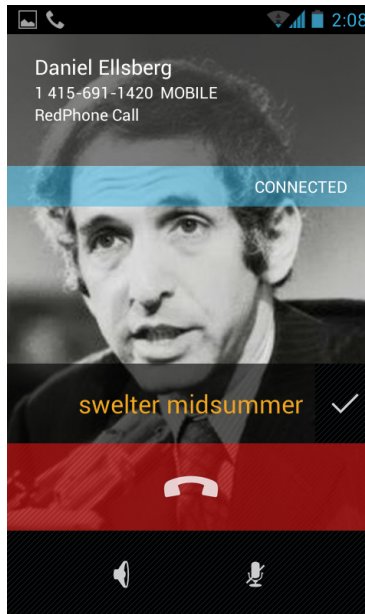 2:08
Daniel Ellsberg
1 415-691-1420 MOBILE
RedPhone Call
CONNECTED
swelter midsummer